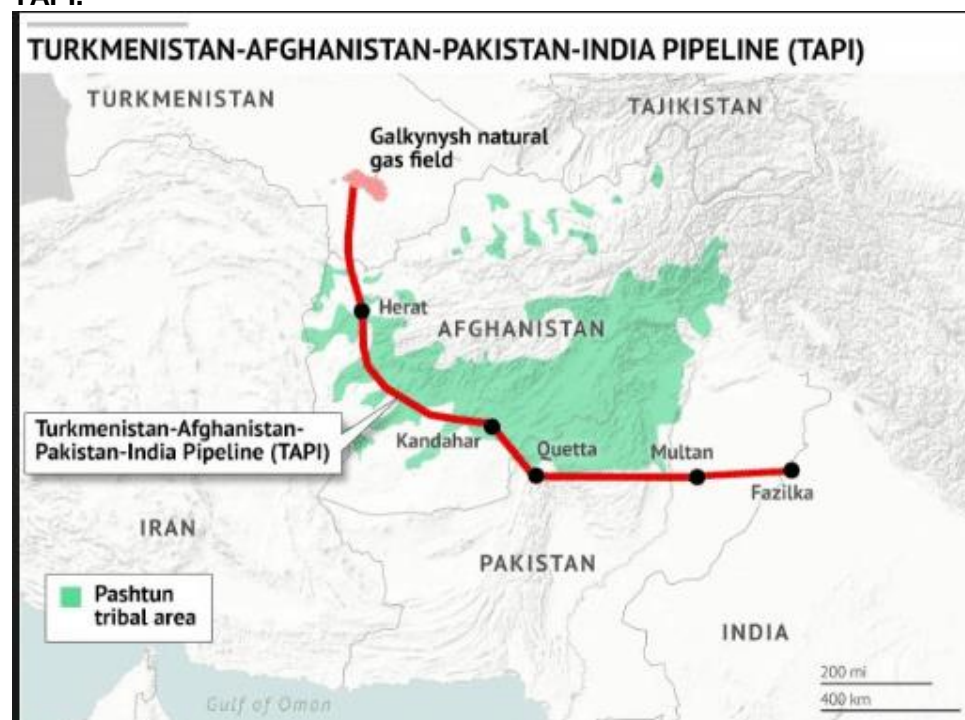 TAPI:
TURKMENISTAN-AFGHANISTAN-PAKISTAN-INDIA PIPELINE (TAPI)
TURKMENISTAN
TAJIKISTAN
Galkynysh natural
gas field
Herat
AFGHANISTAN
Turkmenistan-Afghanistan-
Pakistan-India Pipeline (TAPI)
Kandahar
Quetta
Multan
Fazilka
IRAN
PAKISTAN
Pashtun
tribal area
INDIA
200 mi
400 km
Gulf of Oman